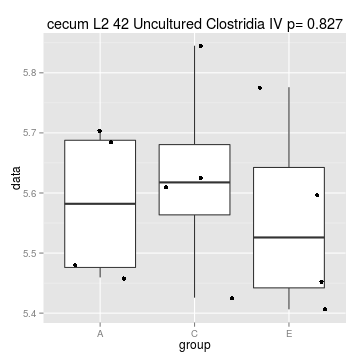 cecum L2 42 Uncultured Clostridia IV p= 0.827
data
5.8
5.7
5.6
5.5
5.4
A C E
group